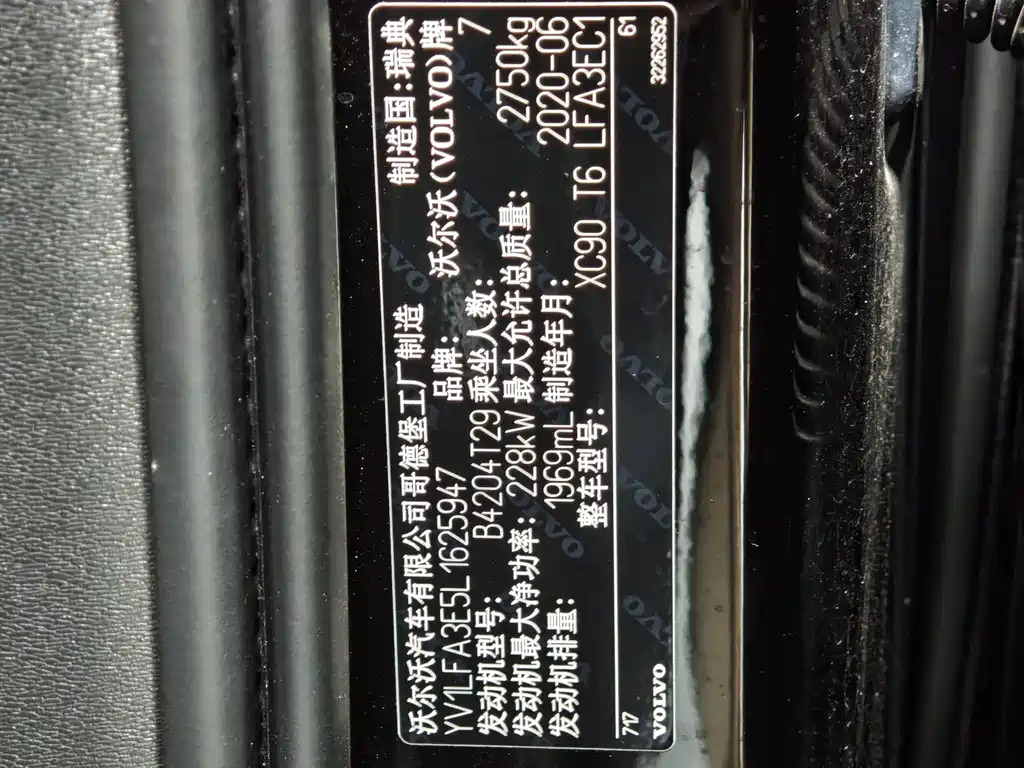 沃尔沃汽车有限公司哥德堡工厂制造 制造国:瑞典
YV1LFA3E5L1625947 品牌:沃尔沃(VOLVO)牌
发动机型号: B4204T29 乘坐人数: 7
发动机最大净功率: 228kW 最大允许总质量: 2750kg
发动机排量: 1969mL 制造年月: 2020-06
整车型号: XC90 T6 LFA3EC1
717 61
VOLVO 32262952